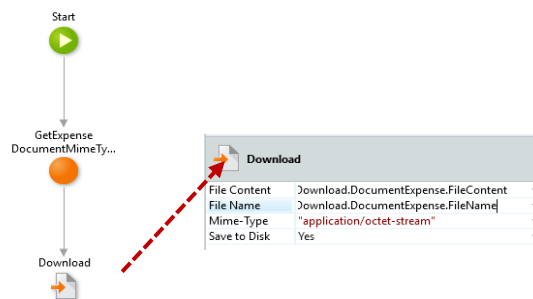 Start
GetExpense
DocumentMimeTy...
Download
Download
File Content Download.DocumentExpense.FileContent
File Name Download.DocumentExpense.FileName
Mime-Type "application/octet-stream"
Save to Disk Yes